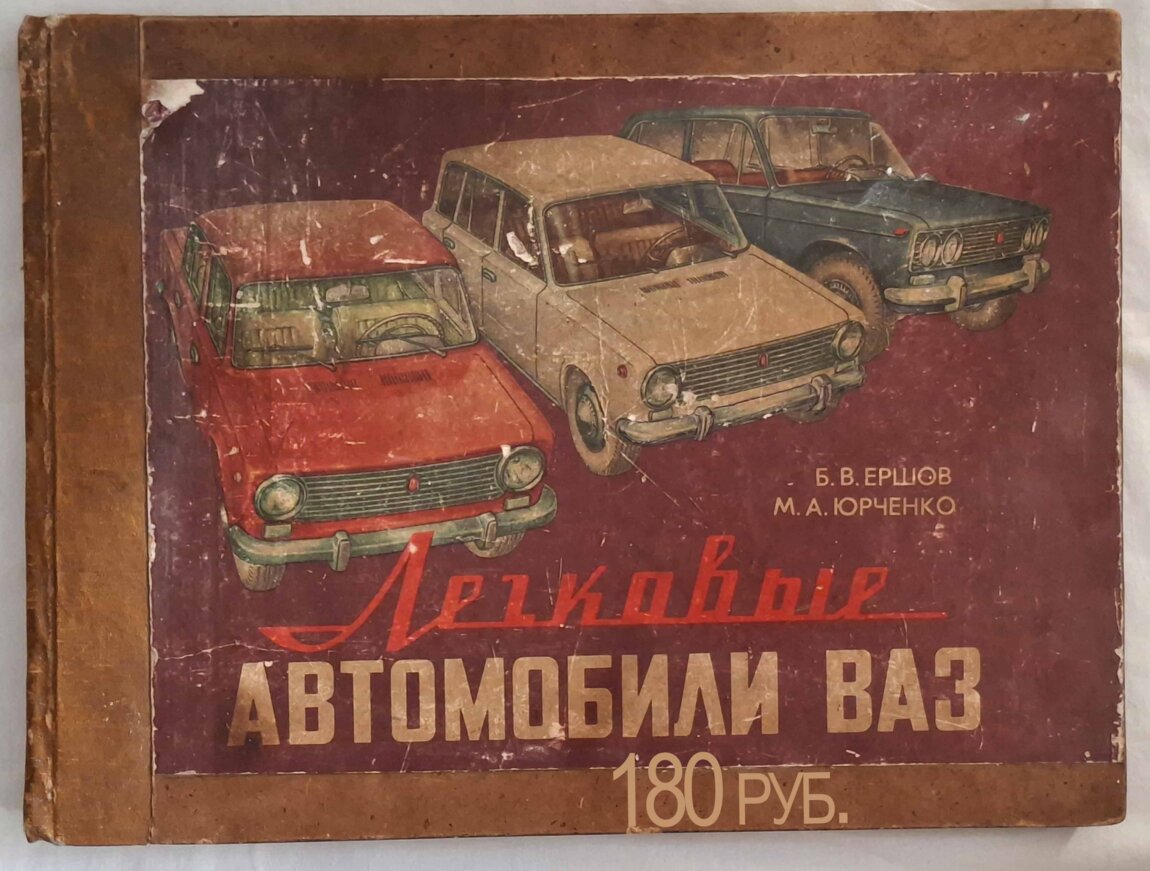 Б. В. ЕРШОВ
М. А. ЮРЧЕНКО
Легковые
АВТОМОБИЛИ ВАЗ
180 РУБ.